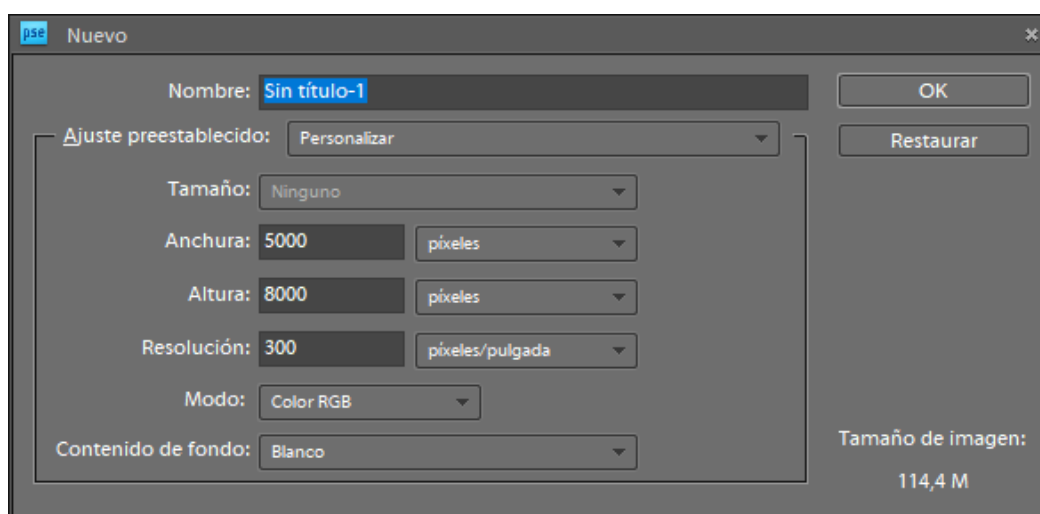 pse Nuevo
Nombre: Sin título-1
OK
Ajuste preestablecido: Personalizar
Restaurar
Tamaño: Ninguno
Anchura: 5000 píxeles
Altura: 8000 píxeles
Resolución: 300 píxeles/pulgada
Modo: Color RGB
Contenido de fondo: Blanco
Tamaño de imagen:
114,4 M